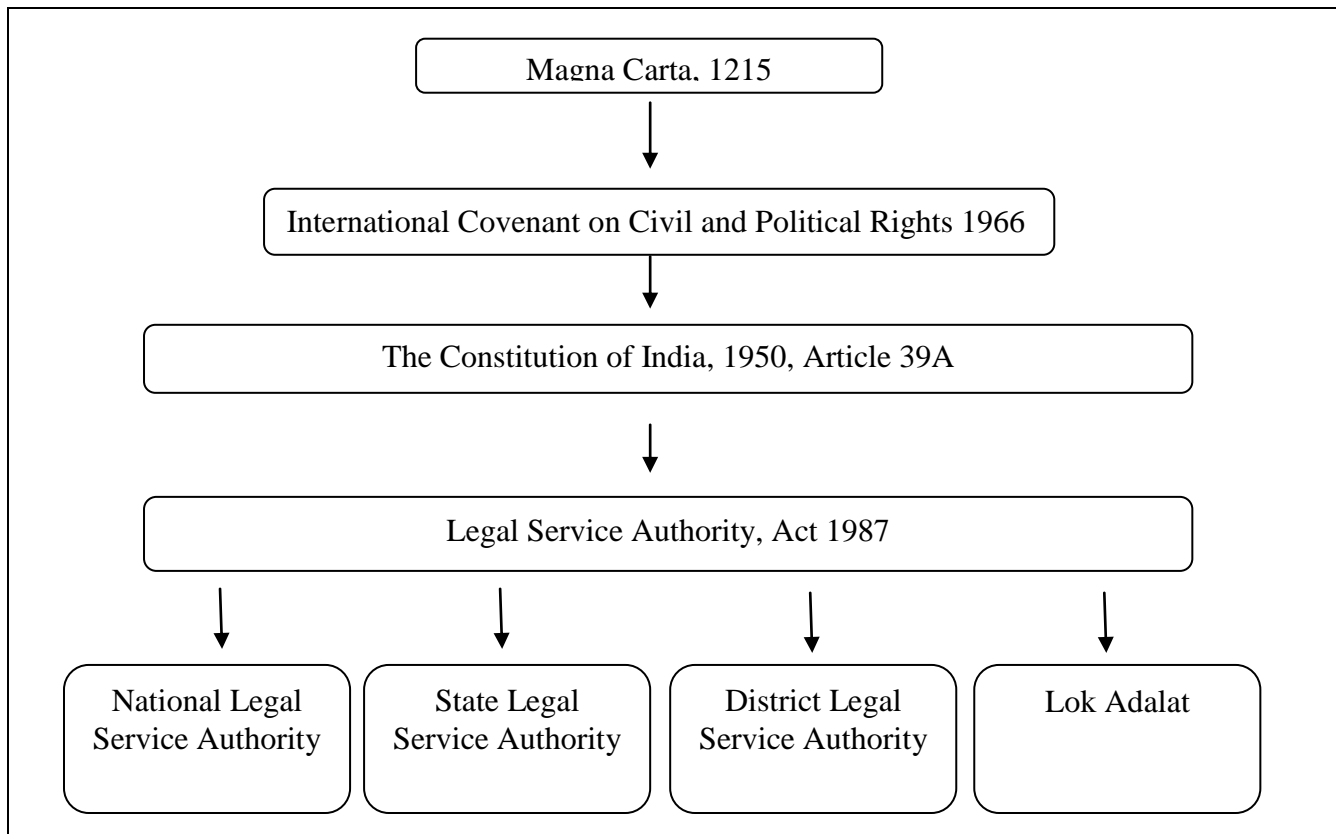 Magna Carta, 1215
International Covenant on Civil and Political Rights 1966
The Constitution of India, 1950, Article 39A
Legal Service Authority, Act 1987
National Legal
Service Authority
State Legal
Service Authority
District Legal
Service Authority
Lok Adalat